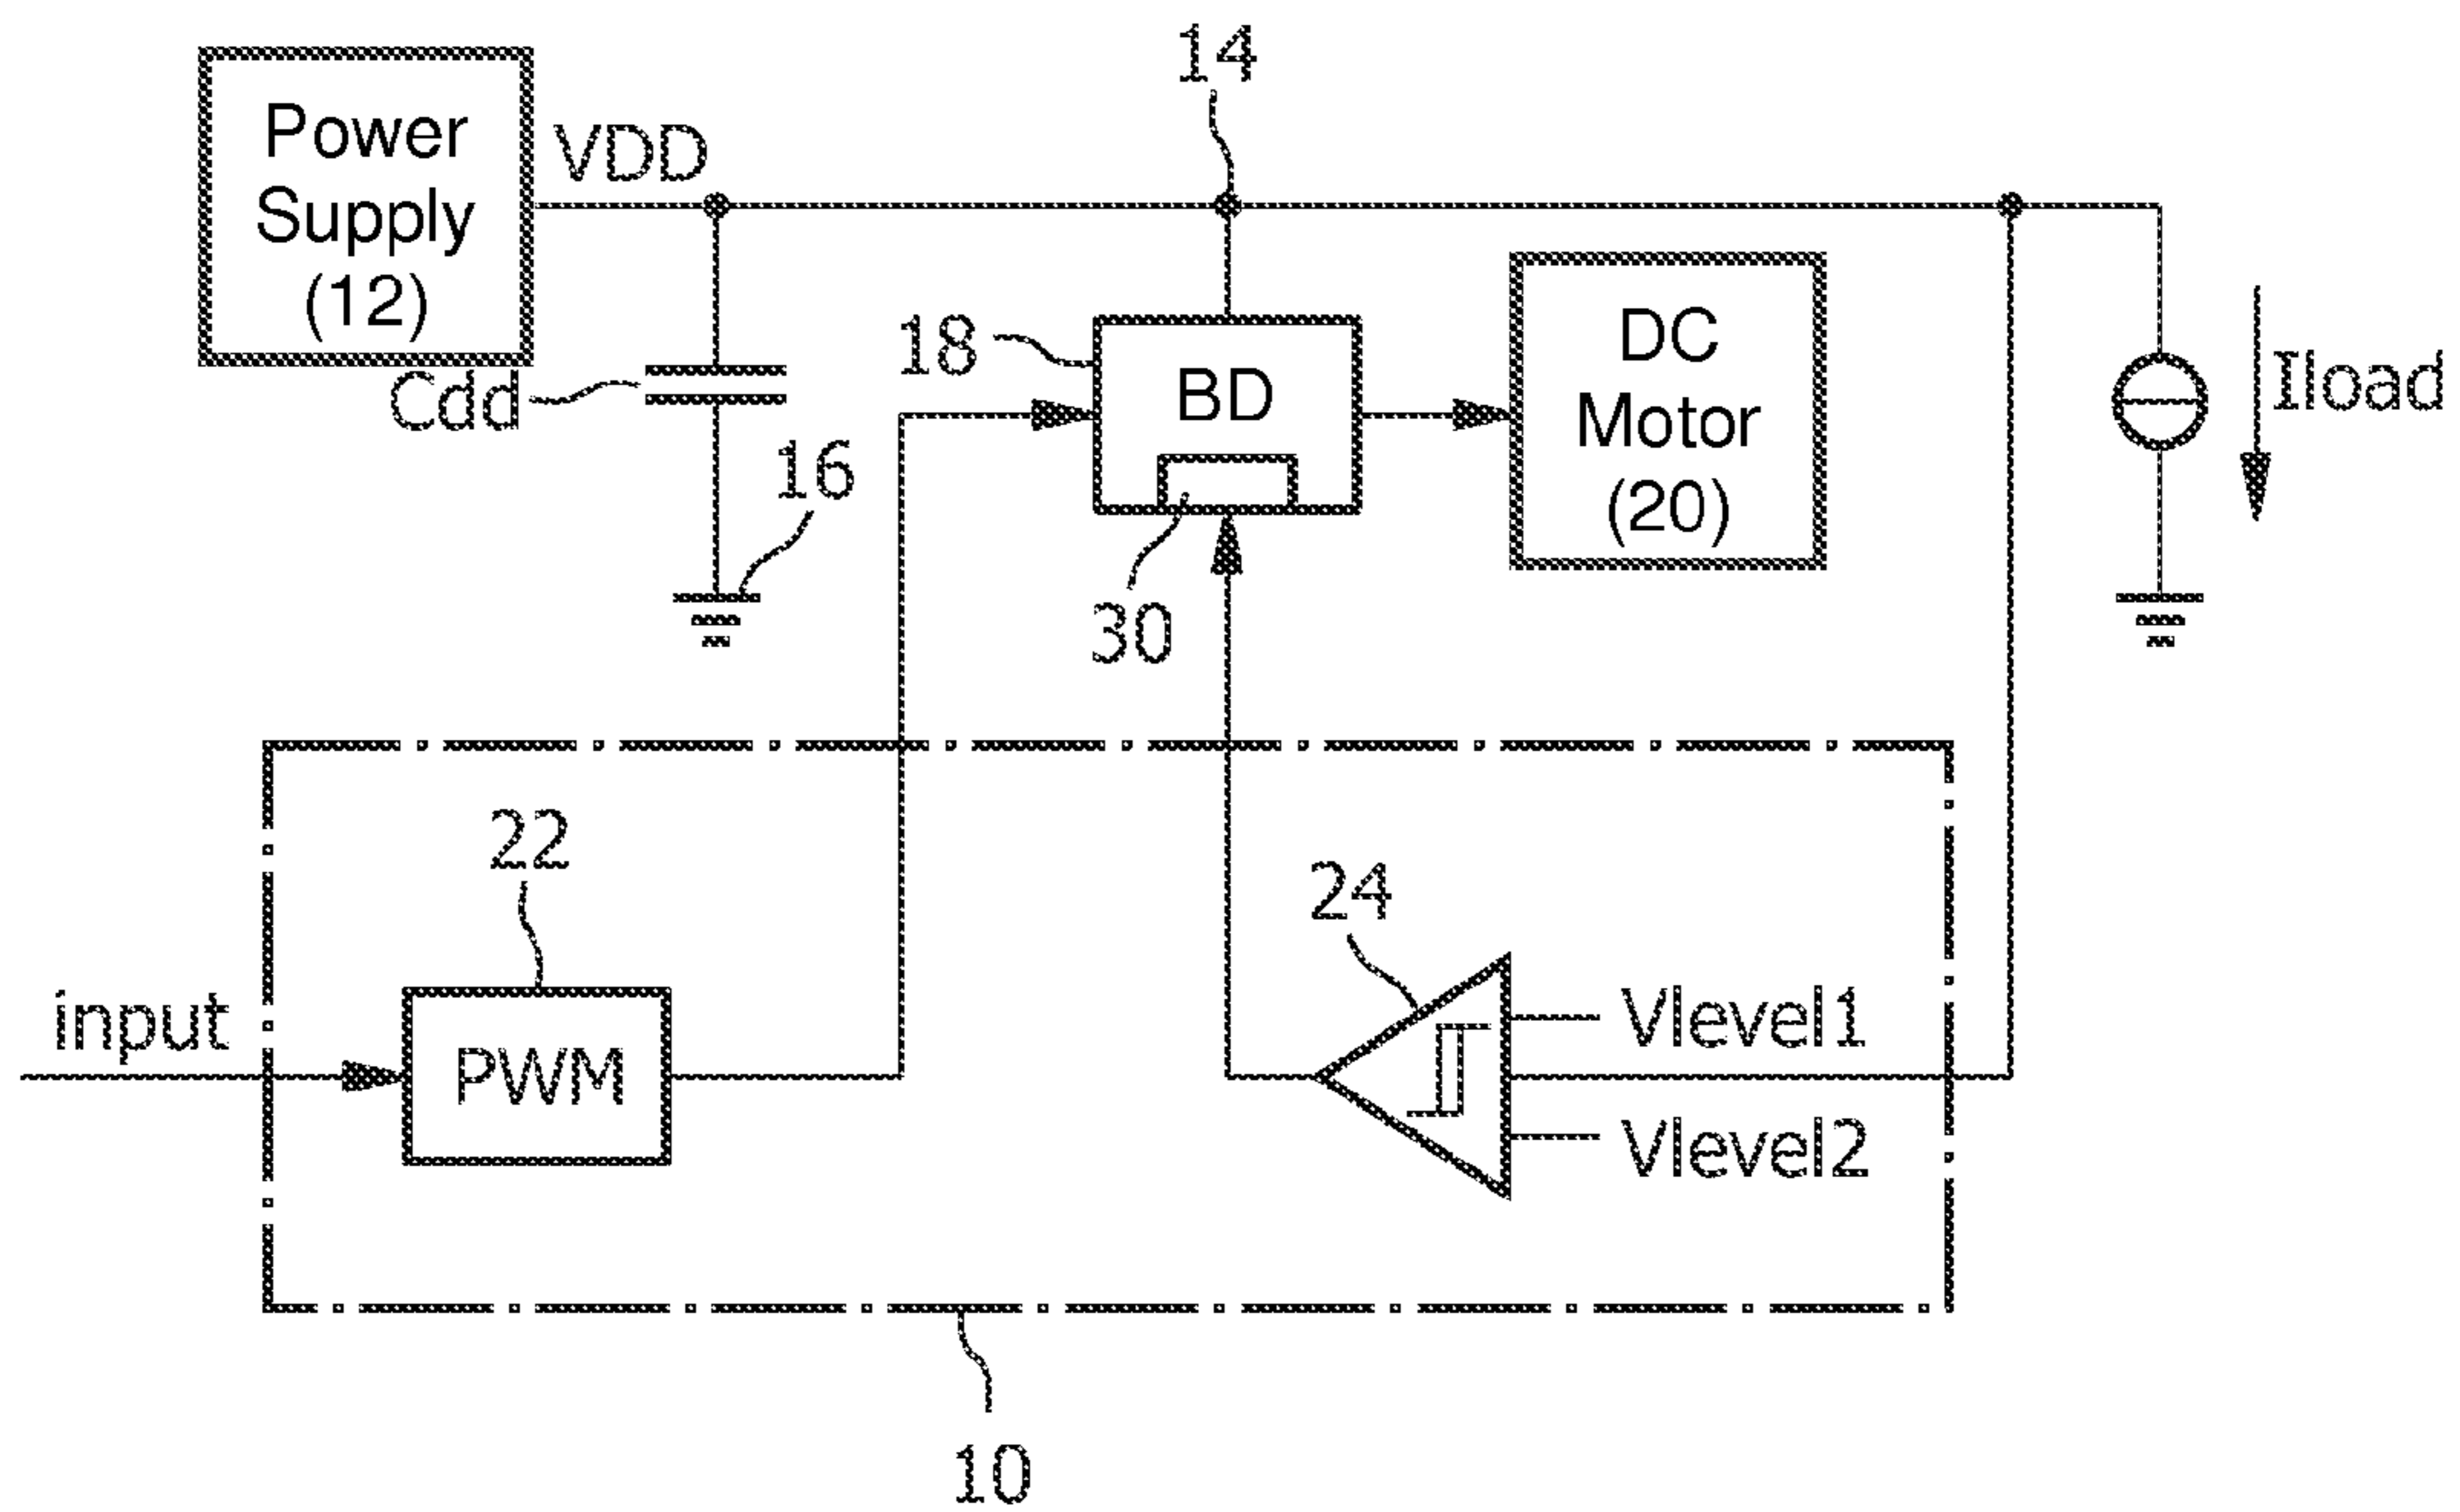 14
Power
Supply
(12)
VDD
18
BD
DC
Motor
(20)
Iload
Cdd
16
30
22
24
input
PWM
Vlevel1
Vlevel2
10